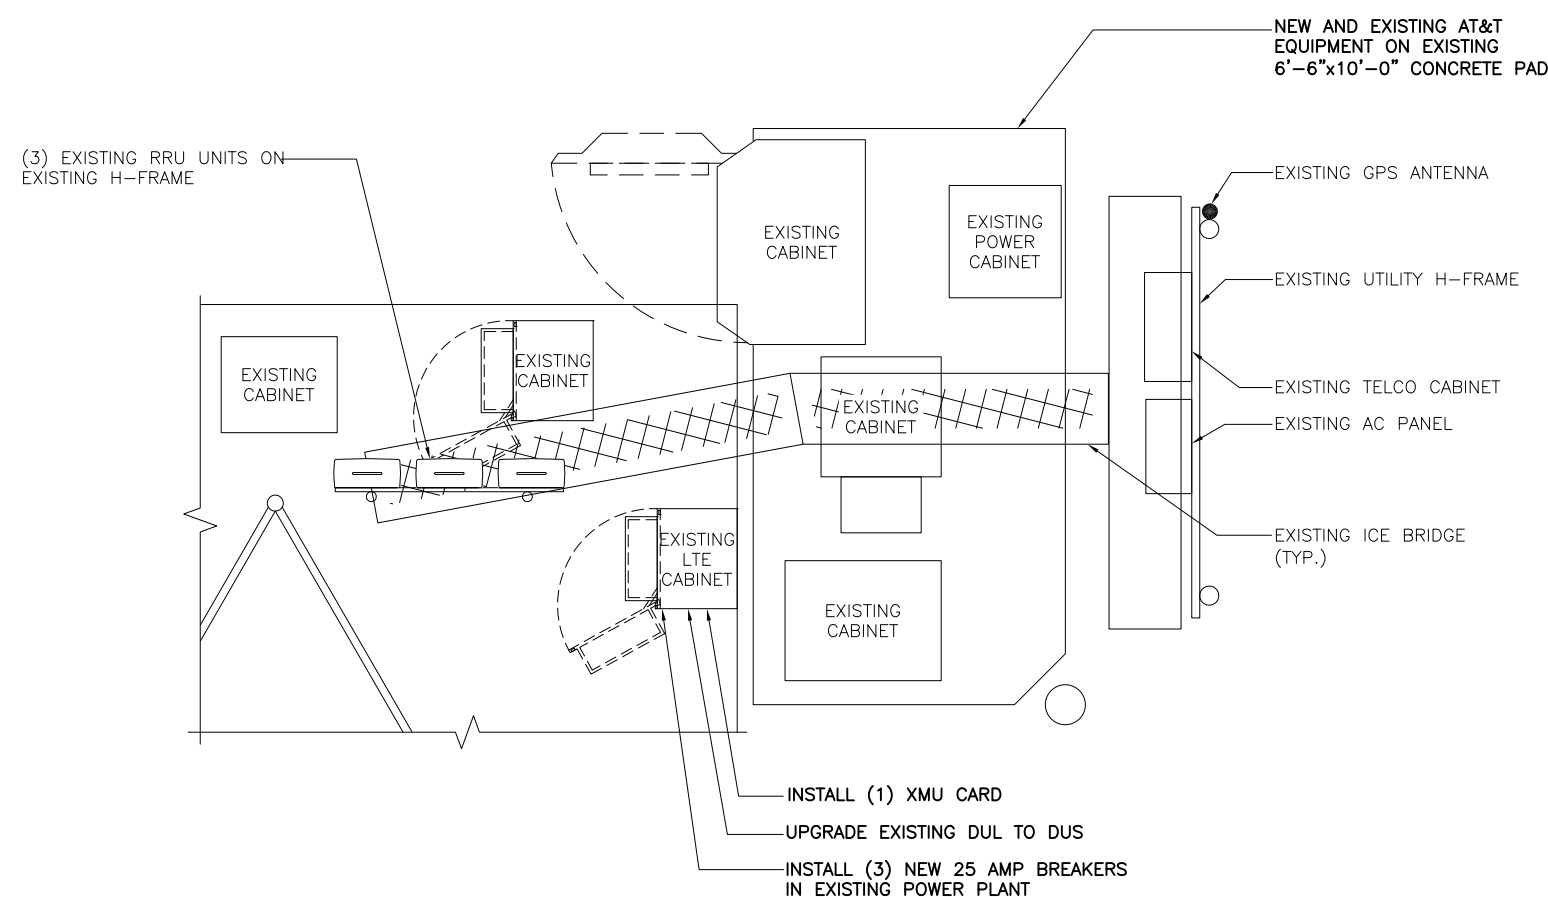 NEW AND EXISTING AT&T
EQUIPMENT ON EXISTING
6'-6"x10'-0" CONCRETE PAD
(3) EXISTING RRU UNITS ON
EXISTING H-FRAME
EXISTING GPS ANTENNA
EXISTING
CABINET
EXISTING
POWER
CABINET
EXISTING UTILITY H-FRAME
EXISTING
CABINET
EXISTING
CABINET
EXISTING
CABINET
EXISTING TELCO CABINET
EXISTING AC PANEL
EXISTING ICE BRIDGE
(TYP.)
EXISTING
LTE
CABINET
EXISTING
CABINET
INSTALL (1) XMU CARD
UPGRADE EXISTING DUL TO DUS
INSTALL (3) NEW 25 AMP BREAKERS
IN EXISTING POWER PLANT